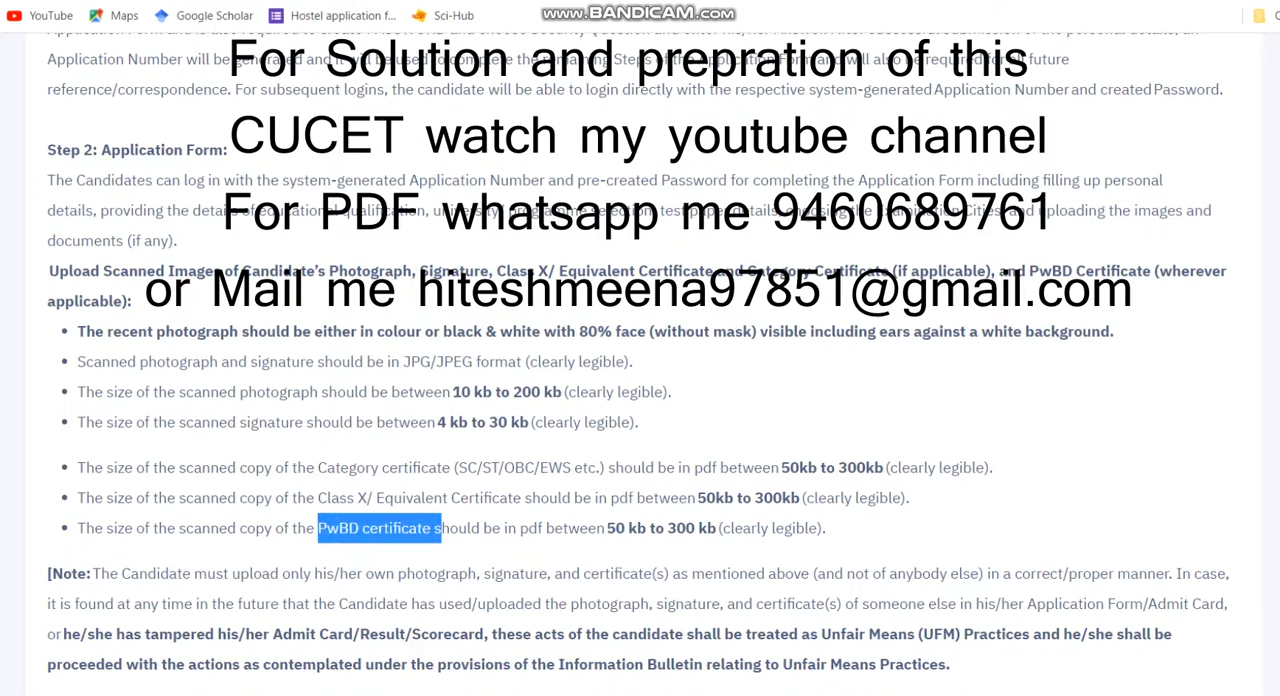 YouTube Maps Google Scholar Hostel application f... Sci-Hub
www.BANDICAM.com
For Solution and prepration of this
Application Number will be generated and it will be used to complete the remaining Steps of the Application Form and will also be required for all future
reference/correspondence. For subsequent logins, the candidate will be able to login directly with the respective system-generated Application Number and created Password.
CUCET watch my youtube channel
Step 2: Application Form:
The Candidates can log in with the system-generated Application Number and pre-created Password for completing the Application Form including filling up personal
For PDF whatsapp me 9460689761
details, providing the details of educational qualification, university, programme selection, test paper details, choosing the Examination Cities, and uploading the images and
documents (if any).
Upload Scanned Images of Candidate's Photograph, Signature, Class X/ Equivalent Certificate and Category Certificate (if applicable), and PwBD Certificate (wherever
applicable):
or Mail me hiteshmeena97851@gmail.com
• The recent photograph should be either in colour or black & white with 80% face (without mask) visible including ears against a white background.
• Scanned photograph and signature should be in JPG/JPEG format (clearly legible).
• The size of the scanned photograph should be between 10 kb to 200 kb (clearly legible).
• The size of the scanned signature should be between 4 kb to 30 kb (clearly legible).
• The size of the scanned copy of the Category certificate (SC/ST/OBC/EWS etc.) should be in pdf between 50kb to 300kb (clearly legible).
• The size of the scanned copy of the Class X/ Equivalent Certificate should be in pdf between 50kb to 300kb (clearly legible).
• The size of the scanned copy of the PwBD certificate should be in pdf between 50 kb to 300 kb (clearly legible).
[Note: The Candidate must upload only his/her own photograph, signature, and certificate(s) as mentioned above (and not of anybody else) in a correct/proper manner. In case,
it is found at any time in the future that the Candidate has used/uploaded the photograph, signature, and certificate(s) of someone else in his/her Application Form/Admit Card,
or he/she has tampered his/her Admit Card/Result/Scorecard, these acts of the candidate shall be treated as Unfair Means (UFM) Practices and he/she shall be
proceeded with the actions as contemplated under the provisions of the Information Bulletin relating to Unfair Means Practices.